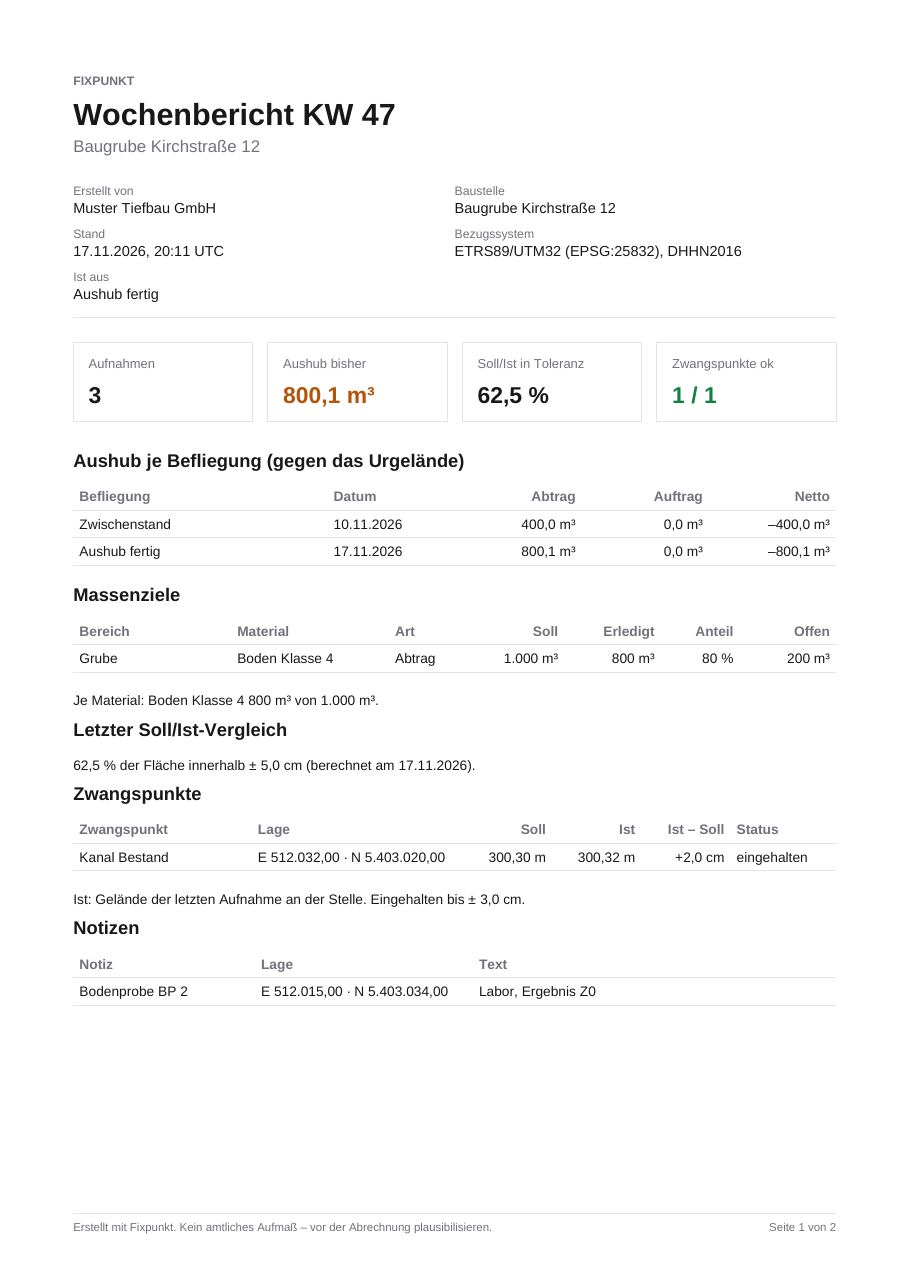 FIXPUNKT
Wochenbericht KW 47
Baugrube Kirchstraße 12
Erstellt von
Muster Tiefbau GmbH
Baustelle
Baugrube Kirchstraße 12
Stand
17.11.2026, 20:11 UTC
Bezugssystem
ETRS89/UTM32 (EPSG:25832), DHHN2016
Ist aus
Aushub fertig
Aufnahmen
3
Aushub bisher
800,1 m³
Soll/Ist in Toleranz
62,5 %
Zwangspunkte ok
1 / 1
Aushub je Befliegung (gegen das Urgelände)
Befliegung Datum Abtrag Auftrag Netto
Zwischenstand 10.11.2026 400,0 m³ 0,0 m³ –400,0 m³
Aushub fertig 17.11.2026 800,1 m³ 0,0 m³ –800,1 m³
Massenziele
Bereich Material Art Soll Erledigt Anteil Offen
Grube Boden Klasse 4 Abtrag 1.000 m³ 800 m³ 80 % 200 m³
Je Material: Boden Klasse 4 800 m³ von 1.000 m³.
Letzter Soll/Ist-Vergleich
62,5 % der Fläche innerhalb ± 5,0 cm (berechnet am 17.11.2026).
Zwangspunkte
Zwangspunkt Lage Soll Ist Ist – Soll Status
Kanal Bestand E 512.032,00 · N 5.403.020,00 300,30 m 300,32 m +2,0 cm eingehalten
Ist: Gelände der letzten Aufnahme an der Stelle. Eingehalten bis ± 3,0 cm.
Notizen
Notiz Lage Text
Bodenprobe BP 2 E 512.015,00 · N 5.403.034,00 Labor, Ergebnis Z0
Erstellt mit Fixpunkt. Kein amtliches Aufmaß – vor der Abrechnung plausibilisieren. Seite 1 von 2